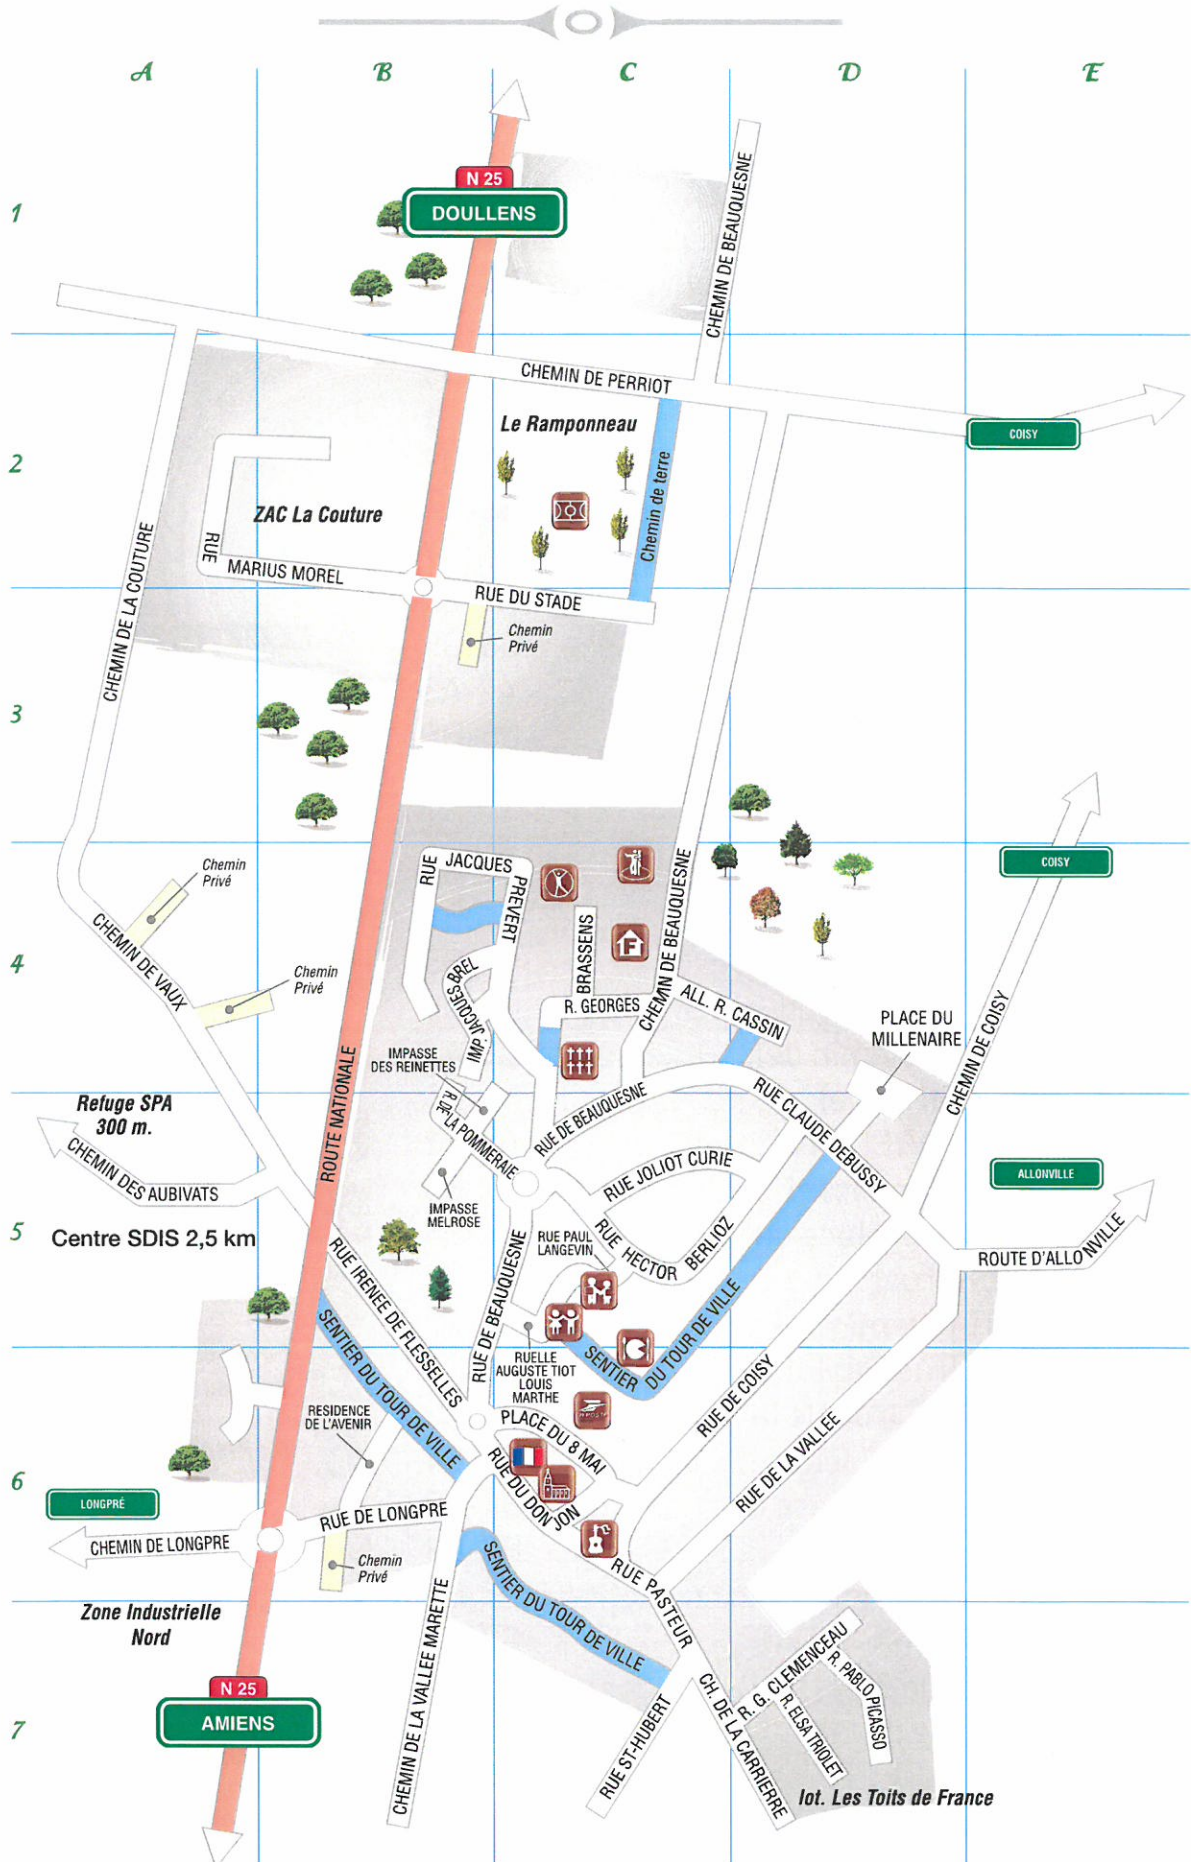 A B C D E
1
N 25
DOULLENS
CHEMIN DE BEAUQUESNE
CHEMIN DE PERRIOT
COISY
2
Le Ramponneau
Chemin de terre
ZAC La Couture
RUE
MARIUS MOREL
RUE DU STADE
CHEMIN DE LA COUTURE
Chemin
Privé
3
COISY
Chemin
Privé
RUE
JACQUES
PREVERT
CHEMIN DE BEAUQUESNE
4
CHEMIN DE VAUX
Chemin
Privé
IMP. JACQUES BREL
BRASSENS
R. GEORGES
ALL. R. CASSIN
PLACE DU
MILLENAIRE
CHEMIN DE COISY
IMPASSE
DES REINETTES
ROUTE NATIONALE
Refuge SPA
300 m.
R. DE
LA POMMERAIE
RUE DE BEAUQUESNE
RUE CLAUDE DEBUSSY
CHEMIN DES AUBIVATS
RUE JOLIOT CURIE
ALLONVILLE
IMPASSE
MELROSE
5
Centre SDIS 2,5 km
RUE PAUL
LANGEVIN
RUE HECTOR BERLIOZ
ROUTE D'ALLONVILLE
RUE IRENEE DE FLESSELLES
RUE DE BEAUQUESNE
SENTIER DU TOUR DE VILLE
SENTIER DU TOUR DE VILLE
RUELLE
AUGUSTE TIOT
LOUIS
MARTHE
RUE DE COISY
RESIDENCE
DE L'AVENIR
PLACE DU 8 MAI
RUE DE LA VALLEE
6
LONGPRÉ
RUE DU DONJON
RUE DE LONGPRE
CHEMIN DE LONGPRE
Chemin
Privé
SENTIER DU TOUR DE VILLE
RUE PASTEUR
Zone Industrielle
Nord
CHEMIN DE LA VALLEE MARETTE
R. G. CLEMENCEAU
R. PABLO PICASSO
R. ELSA TRIOLET
CH. DE LA CARRIERRE
RUE ST-HUBERT
N 25
AMIENS
7
lot. Les Toits de France